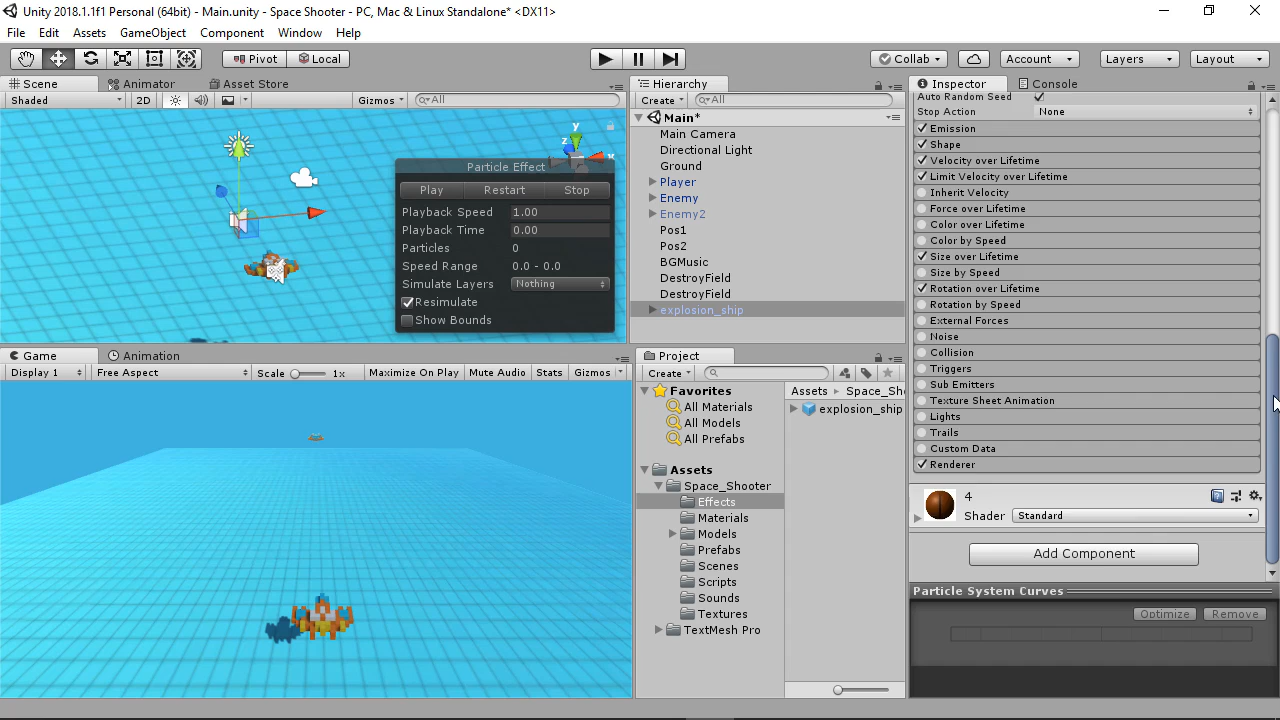 Unity 2018.1.1f1 Personal (64bit) - Main.unity - Space Shooter - PC, Mac & Linux Standalone* <DX11>
File Edit Assets GameObject Component Window Help
Pivot Local Collab Account Layers Layout
Scene Animator Asset Store
Shaded 2D Gizmos All
y
x
z
Particle Effect
Play Restart Stop
Playback Speed 1.00
Playback Time 0.00
Particles 0
Speed Range 0.0 - 0.0
Simulate Layers Nothing
Resimulate
Show Bounds
Game Animation
Display 1 Free Aspect Scale 1x Maximize On Play Mute Audio Stats Gizmos
Hierarchy
Create All
Main*
Main Camera
Directional Light
Ground
Player
Enemy
Enemy2
Pos1
Pos2
BGMusic
DestroyField
DestroyField
explosion_ship
Project
Create
Favorites
All Materials
All Models
All Prefabs
Assets
Space_Shooter
Effects
Materials
Models
Prefabs
Scenes
Scripts
Sounds
Textures
TextMesh Pro
Assets Space_Sh
explosion_ship
Inspector Console
Auto Random Seed
Stop Action None
Emission
Shape
Velocity over Lifetime
Limit Velocity over Lifetime
Inherit Velocity
Force over Lifetime
Color over Lifetime
Color by Speed
Size over Lifetime
Size by Speed
Rotation over Lifetime
Rotation by Speed
External Forces
Noise
Collision
Triggers
Sub Emitters
Texture Sheet Animation
Lights
Trails
Custom Data
Renderer
4
Shader Standard
Add Component
Particle System Curves
Optimize Remove